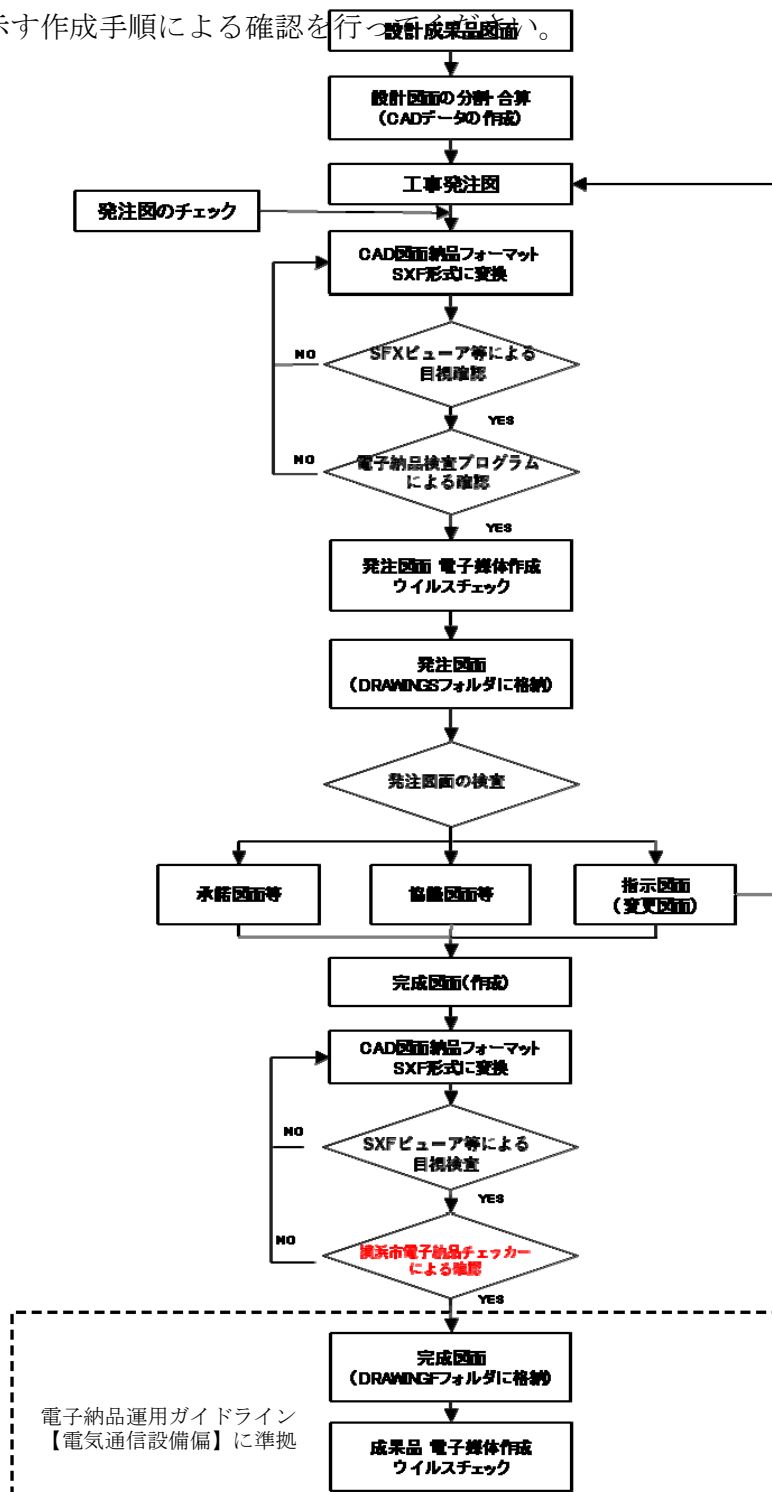 示す作成手順による確認を行ってください。
設計成果品図面
設計図面の分割・合算
（CADデータの作成）
工事発注図
発注図のチェック
CAD図面納品フォーマット
SXF形式に変換
NO
SFXビューア等による
目視確認
YES
NO
電子納品検査プログラム
による確認
YES
発注図面 電子媒体作成
ウイルスチェック
発注図面
（DRAWINGSフォルダに格納）
発注図面の検査
承諾図面等
協議図面等
指示図面
（変更図面）
完成図面（作成）
CAD図面納品フォーマット
SXF形式に変換
NO
SXFビューア等による
目視検査
YES
NO
横浜市電子納品チェッカー
による確認
YES
完成図面
（DRAWINGFフォルダに格納）
電子納品運用ガイドライン
【電気通信設備偏】に準拠
成果品 電子媒体作成
ウイルスチェック